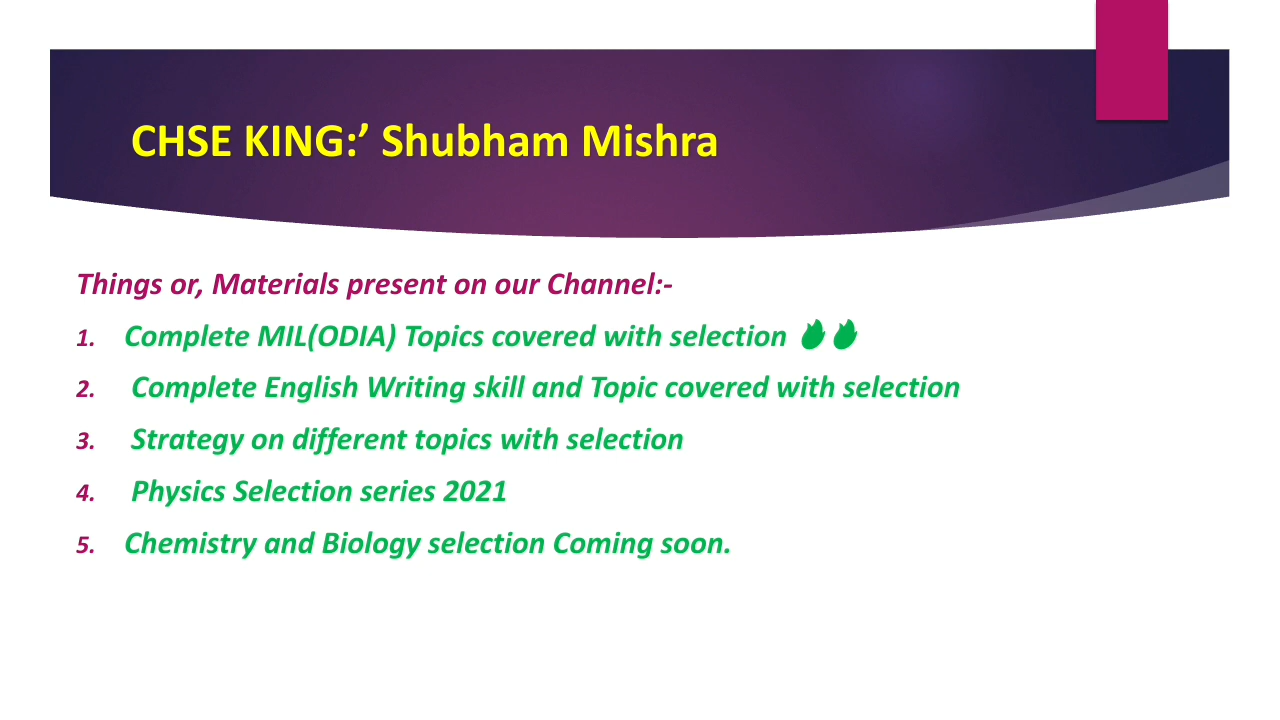 CHSE KING:’ Shubham Mishra
Things or, Materials present on our Channel:-
1. Complete MIL(ODIA) Topics covered with selection 🔥🔥
2. Complete English Writing skill and Topic covered with selection
3. Strategy on different topics with selection
4. Physics Selection series 2021
5. Chemistry and Biology selection Coming soon.